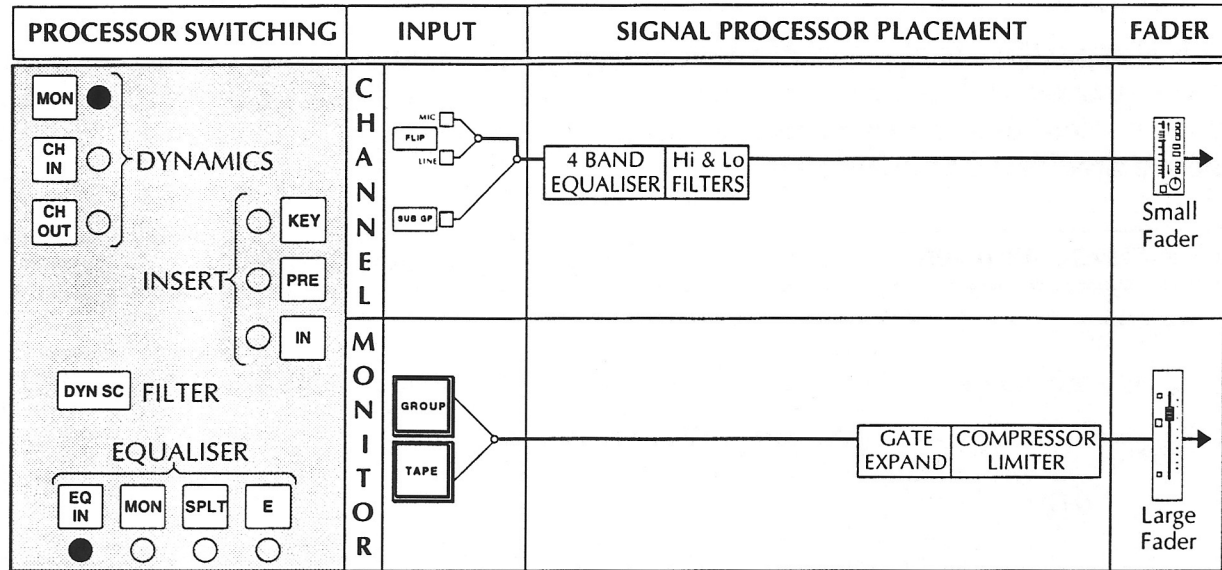 PROCESSOR SWITCHING
INPUT
SIGNAL PROCESSOR PLACEMENT
FADER
MON
CH
IN
CH
OUT
DYNAMICS
KEY
PRE
IN
INSERT
DYN SC
FILTER
EQUALISER
EQ
IN
MON
SPLT
E
CHANNEL
MIC
FLIP
LINE
SUB GP
4 BAND
EQUALISER
Hi & Lo
FILTERS
Small
Fader
MONITOR
GROUP
TAPE
GATE
EXPAND
COMPRESSOR
LIMITER
Large
Fader